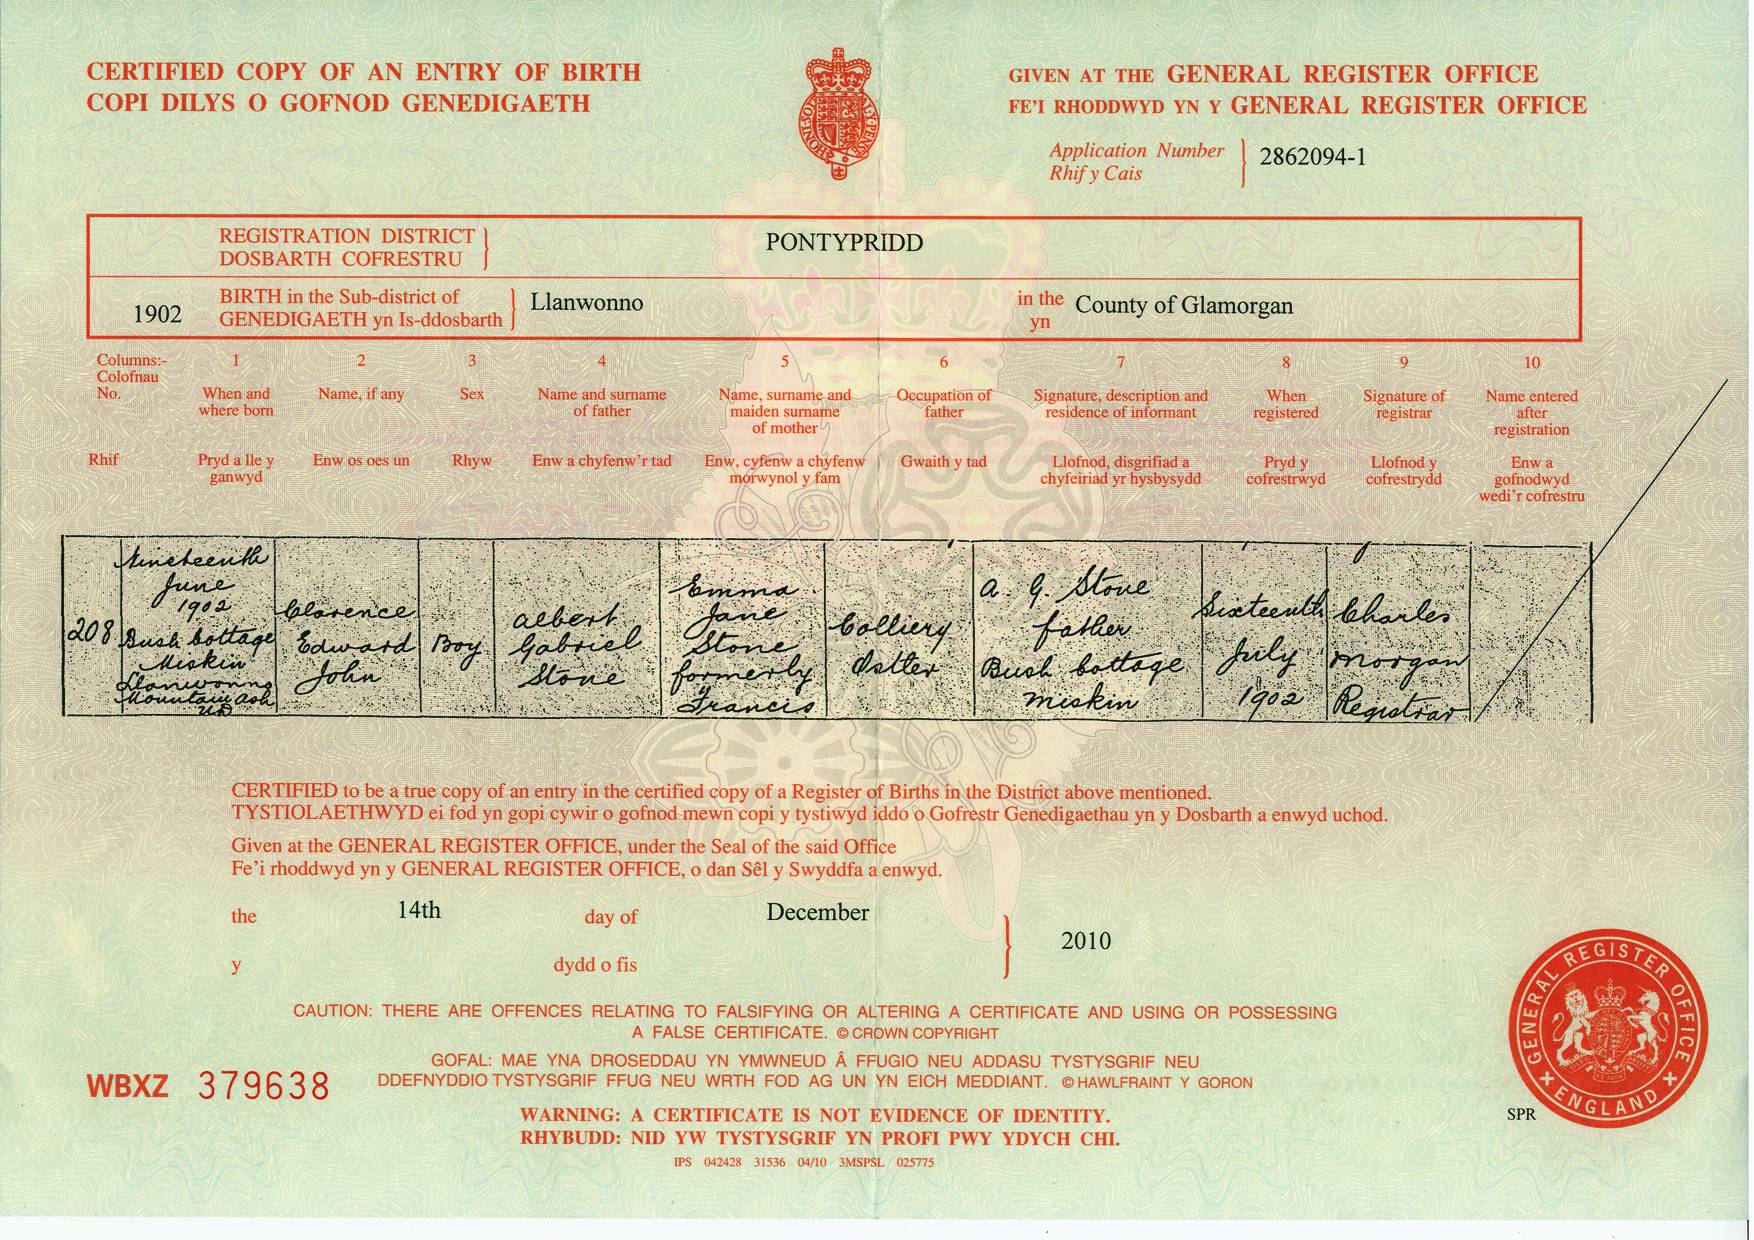 CERTIFIED COPY OF AN ENTRY OF BIRTH
COPI DILYS O GOFNOD GENEDIGAETH
GIVEN AT THE GENERAL REGISTER OFFICE
FE'I RHODDWYD YN Y GENERAL REGISTER OFFICE
Application Number
Rhif y Cais
2862094-1
REGISTRATION DISTRICT
DOSBARTH COFRESTRU
PONTYPRIDD
1902
BIRTH in the Sub-district of
GENEDIGAETH yn Is-ddosbarth
Llanwonno
in the
yn
County of Glamorgan
Columns:-
Colofnau
No.
Rhif
1
When and
where born
Pryd a lle y
ganwyd
2
Name, if any
Enw os oes un
3
Sex
Rhyw
4
Name and surname
of father
Enw a chyfenw'r tad
5
Name, surname and
maiden surname
of mother
Enw, cyfenw a chyfenw
morwynol y fam
6
Occupation of
father
Gwaith y tad
7
Signature, description and
residence of informant
Llofnod, disgrifiad a
chyfeiriad yr hysbysydd
8
When
registered
Pryd y
cofrestrwyd
9
Signature of
registrar
Llofnod y
cofrestrydd
10
Name entered
after
registration
Enw a
gofnodwyd
wedi'r cofrestru
208
Nineteenth
June
1902
Bush Cottage
Miskin
Llanwonno
Mountain Ash
UD
Clarence
Edward
John
Boy
Albert
Gabriel
Stone
Emma
Jane
Stone
formerly
Francis
Colliery
Ostler
A. G. Stone
father
Bush Cottage
Miskin
Sixteenth
July
1902
Charles
Morgan
Registrar
CERTIFIED to be a true copy of an entry in the certified copy of a Register of Births in the District above mentioned.
TYSTIOLAETHWYD ei fod yn gopi cywir o gofnod mewn copi y tystiwyd iddo o Gofrestr Genedigaethau yn y Dosbarth a enwyd uchod.
Given at the GENERAL REGISTER OFFICE, under the Seal of the said Office
Fe'i rhoddwyd yn y GENERAL REGISTER OFFICE, o dan Sêl y Swyddfa a enwyd.
the 14th day of December
2010
y dydd o fis
CAUTION: THERE ARE OFFENCES RELATING TO FALSIFYING OR ALTERING A CERTIFICATE AND USING OR POSSESSING
A FALSE CERTIFICATE. © CROWN COPYRIGHT
GOFAL: MAE YNA DROSEDDAU YN YMWNEUD Â FFUGIO NEU ADDASU TYSTYSGRIF NEU
DDEFNYDDIO TYSTYSGRIF FFUG NEU WRTH FOD AG UN YN EICH MEDDIANT. © HAWLFRAINT Y GORON
WBXZ 379638
WARNING: A CERTIFICATE IS NOT EVIDENCE OF IDENTITY.
RHYBUDD: NID YW TYSTYSGRIF YN PROFI PWY YDYCH CHI.
IPS 042428 31536 04/10 3MSPSL 025775
SPR
GENERAL REGISTER OFFICE
ENGLAND